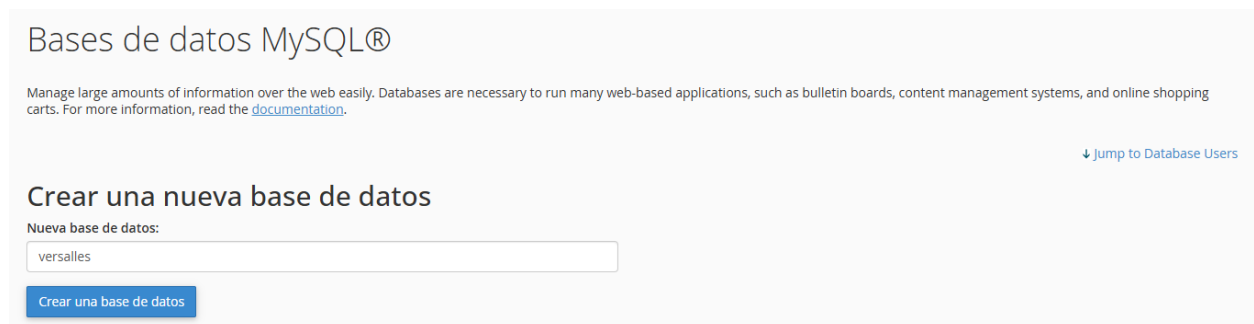 Bases de datos MySQL®
Manage large amounts of information over the web easily. Databases are necessary to run many web-based applications, such as bulletin boards, content management systems, and online shopping
carts. For more information, read the documentation.
↓ Jump to Database Users
Crear una nueva base de datos
Nueva base de datos:
versalles
Crear una base de datos